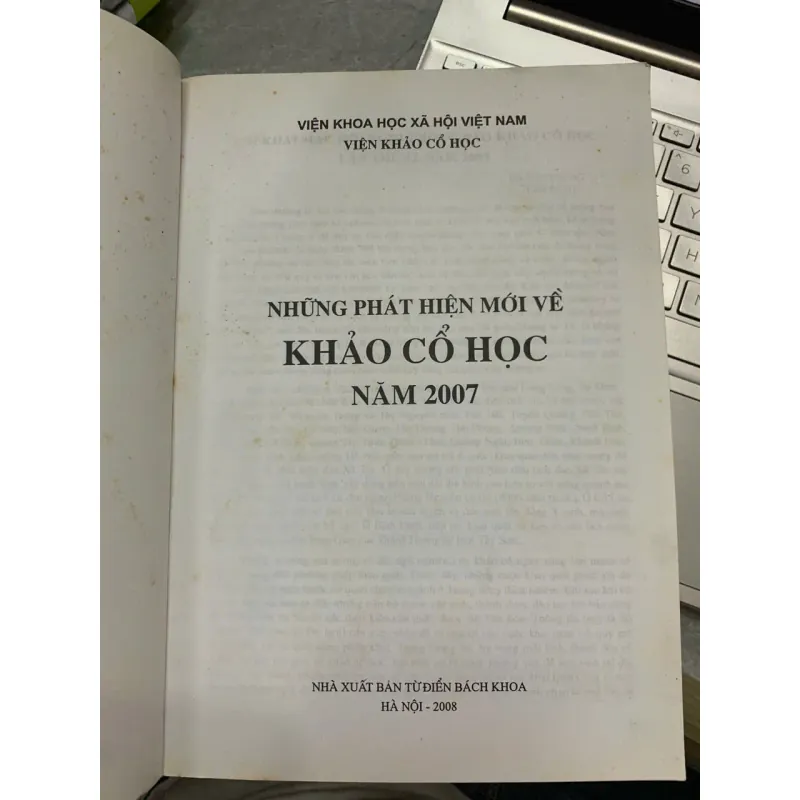 VIỆN KHOA HỌC XÃ HỘI VIỆT NAM
VIỆN KHẢO CỔ HỌC
NHỮNG PHÁT HIỆN MỚI VỀ
KHẢO CỔ HỌC
NĂM 2007
NHÀ XUẤT BẢN TỪ ĐIỂN BÁCH KHOA
HÀ NỘI - 2008
6
Y
H
N